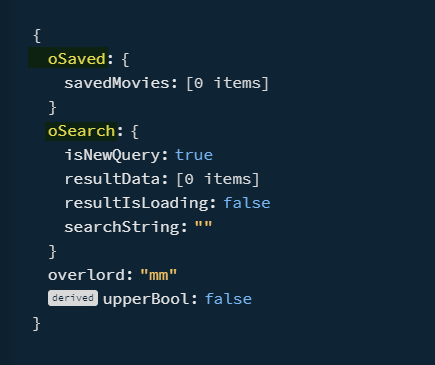 {
oSaved: {
savedMovies: [0 items]
}
oSearch: {
isNewQuery: true
resultData: [0 items]
resultIsLoading: false
searchString: ""
}
overlord: "mm"
derived upperBool: false
}